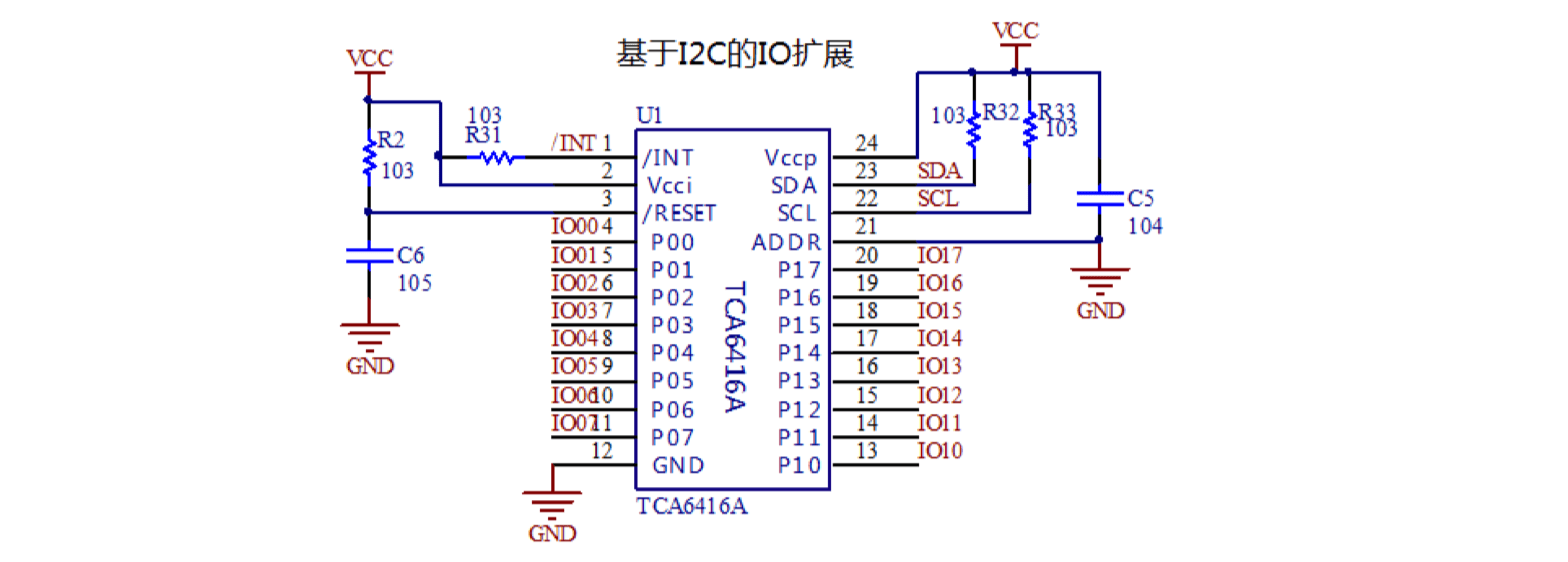 基于I2C的IO扩展
VCC
R2
103
C6
105
GND
103
R31
U1
/INT 1
2
3
IO00 4
IO01 5
IO02 6
IO03 7
IO04 8
IO05 9
IO06 10
IO07 11
12
GND
/INT
Vcci
/RESET
P00
P01
P02
P03
P04
P05
P06
P07
GND
TCA6416A
Vccp
SDA
SCL
ADDR
P17
P16
P15
P14
P13
P12
P11
P10
TCA6416A
24
23 SDA
22 SCL
21
20 IO17
19 IO16
18 IO15
17 IO14
16 IO13
15 IO12
14 IO11
13 IO10
VCC
103 R32
R33
103
C5
104
GND